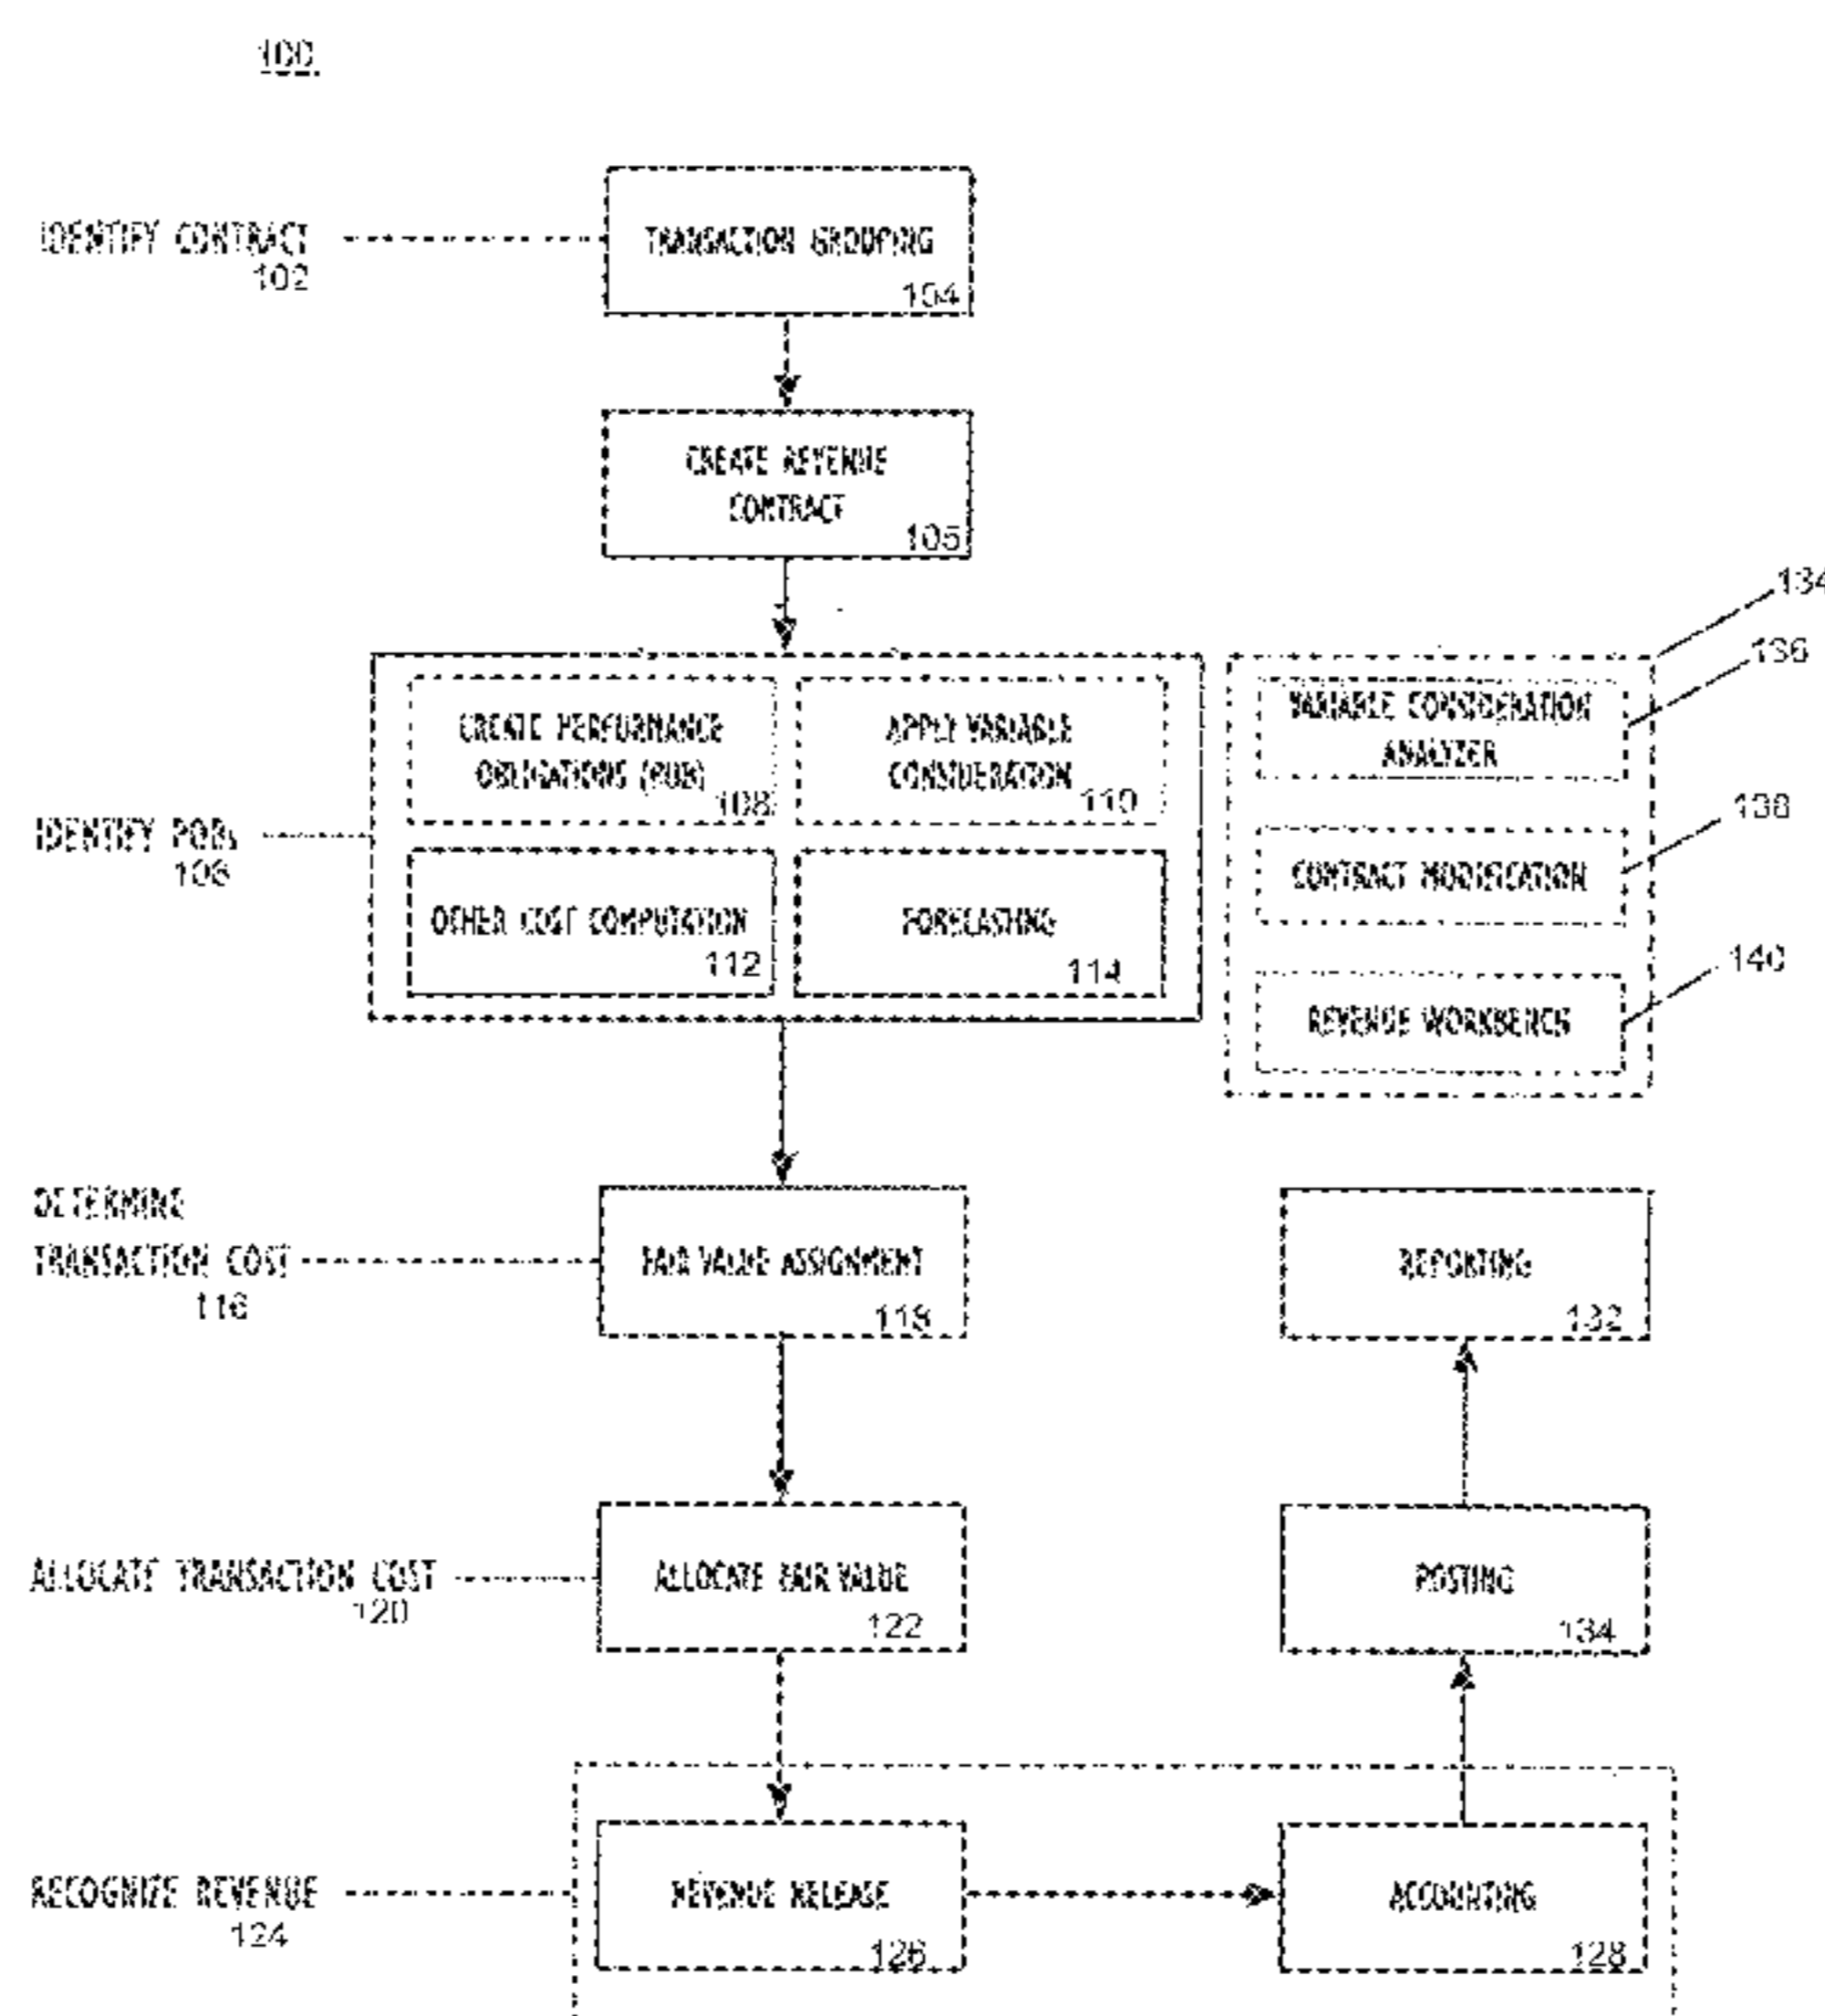 100
IDENTIFY CONTRACT
102
TRANSACTION GROUPING
104
CREATE REVENUE
CONTRACT
105
134
136
CREATE PERFORMANCE
OBLIGATIONS (POB)
108
APPLY VARIABLE
CONSIDERATION
110
VARIABLE CONSIDERATION
ANALYZER
IDENTIFY POBs
106
138
CONTRACT MODIFICATION
OTHER COST COMPUTATION
112
FORECASTING
114
140
REVENUE WORKBENCH
DETERMINE
TRANSACTION COST
116
FAIR VALUE ASSIGNMENT
118
REPORTING
132
ALLOCATE TRANSACTION COST
120
ALLOCATE FAIR VALUE
122
POSTING
134
RECOGNIZE REVENUE
124
REVENUE RELEASE
126
ACCOUNTING
128